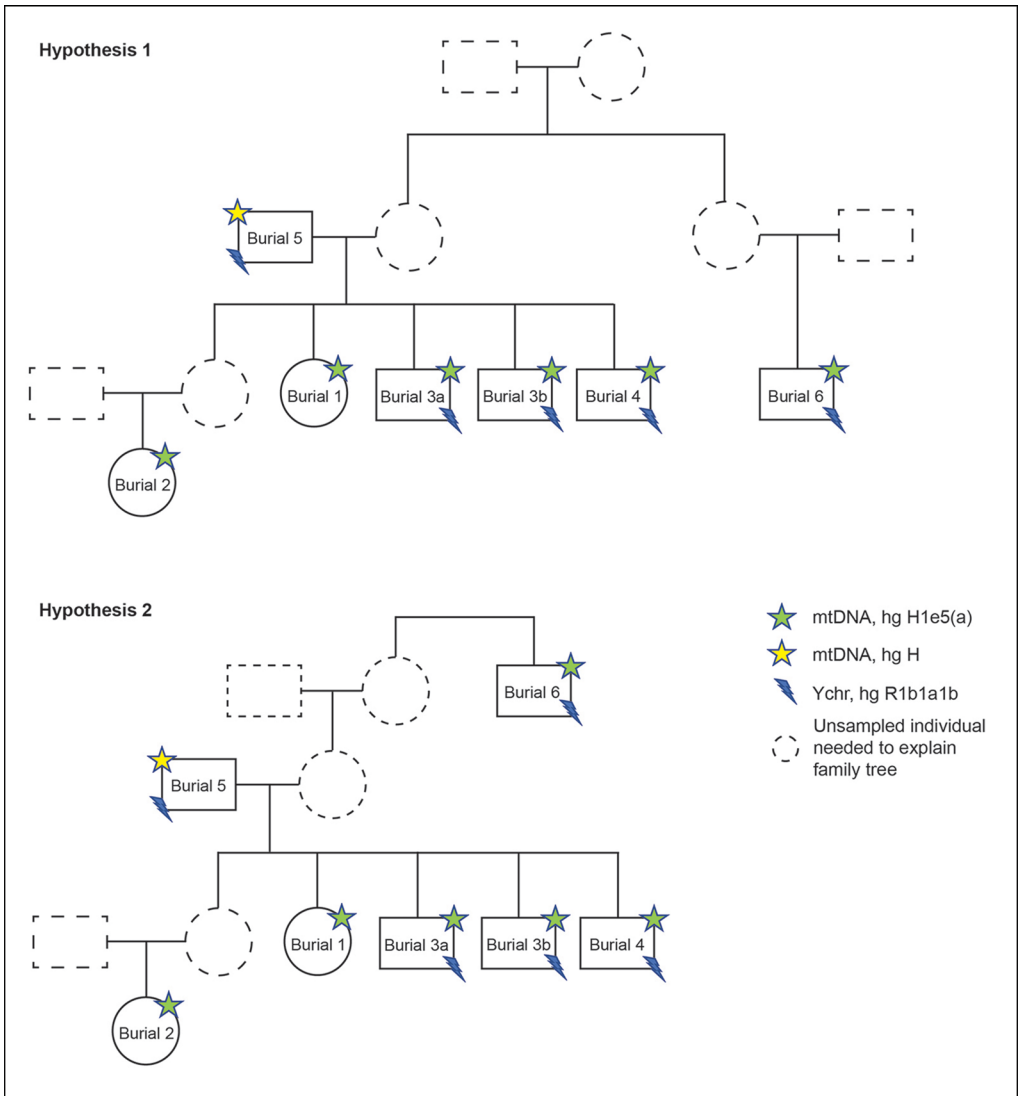 Hypothesis 1
Burial 5
Burial 1
Burial 3a
Burial 3b
Burial 4
Burial 6
Burial 2
Hypothesis 2
mtDNA, hg H1e5(a)
mtDNA, hg H
Ychr, hg R1b1a1b
Unsampled individual
needed to explain
family tree
Burial 6
Burial 5
Burial 1
Burial 3a
Burial 3b
Burial 4
Burial 2